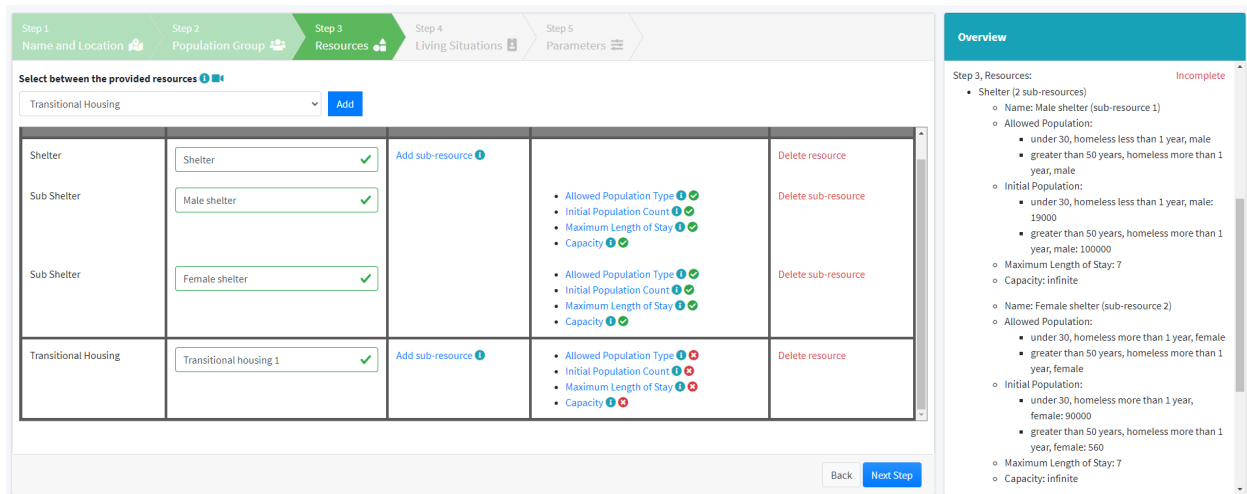 Step 1
Name and Location
Step 2
Population Group
Step 3
Resources
Step 4
Living Situations
Step 5
Parameters
Select between the provided resources
Transitional Housing
Add
Shelter
Shelter
Add sub-resource
Delete resource
Sub Shelter
Male shelter
Allowed Population Type
Initial Population Count
Maximum Length of Stay
Capacity
Delete sub-resource
Sub Shelter
Female shelter
Allowed Population Type
Initial Population Count
Maximum Length of Stay
Capacity
Delete sub-resource
Transitional Housing
Transitional housing 1
Add sub-resource
Allowed Population Type
Initial Population Count
Maximum Length of Stay
Capacity
Delete resource
Back
Next Step
Overview
Step 3, Resources:
Incomplete
Shelter (2 sub-resources)
Name: Male shelter (sub-resource 1)
Allowed Population:
under 30, homeless less than 1 year, male
greater than 50 years, homeless more than 1
year, male
Initial Population:
under 30, homeless less than 1 year, male:
19000
greater than 50 years, homeless more than 1
year, male: 100000
Maximum Length of Stay: 7
Capacity: infinite
Name: Female shelter (sub-resource 2)
Allowed Population:
under 30, homeless more than 1 year, female
greater than 50 years, homeless more than 1
year, female
Initial Population:
under 30, homeless more than 1 year,
female: 90000
greater than 50 years, homeless more than 1
year, female: 560
Maximum Length of Stay: 7
Capacity: infinite